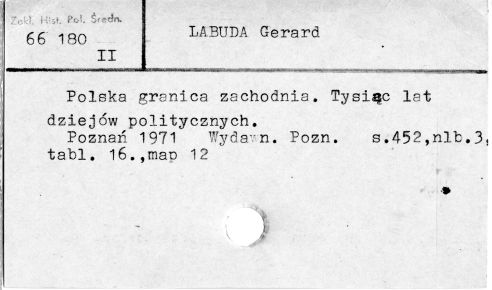 Zakł. Hist. Pol. Średn.
66 180
II
LABUDA Gerard
Polska granica zachodnia. Tysiąc lat
dziejów politycznych.
Poznań 1971 Wydawn. Pozn. s.452,nlb.3,
tabl. 16.,map 12